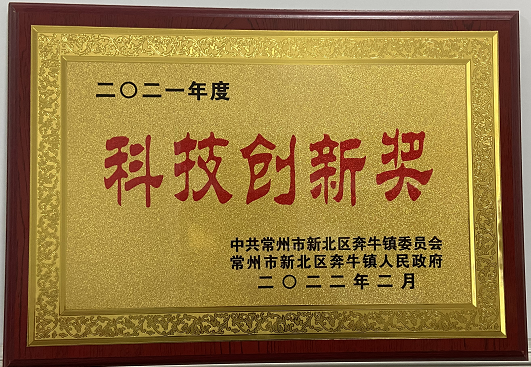 二〇二一年度
科技创新奖
中共常州市新北区奔牛镇委员会
常州市新北区奔牛镇人民政府
二〇二二年二月